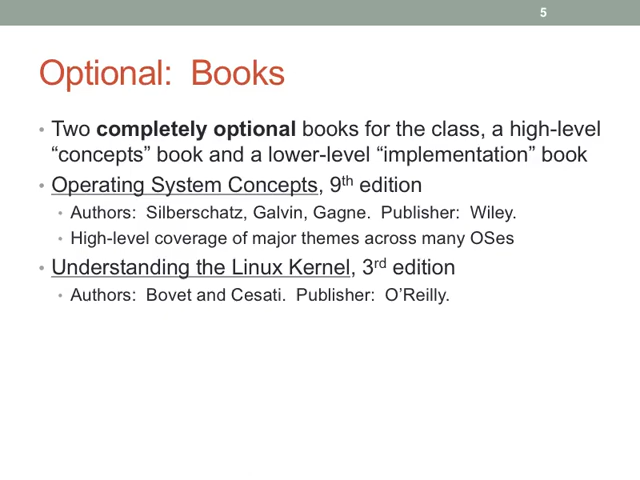 5
Optional:  Books
• Two completely optional books for the class, a high-level
“concepts” book and a lower-level “implementation” book
• Operating System Concepts, 9th edition
• Authors:  Silberschatz, Galvin, Gagne.  Publisher:  Wiley.
• High-level coverage of major themes across many OSes
• Understanding the Linux Kernel, 3rd edition
• Authors:  Bovet and Cesati.  Publisher:  O’Reilly.